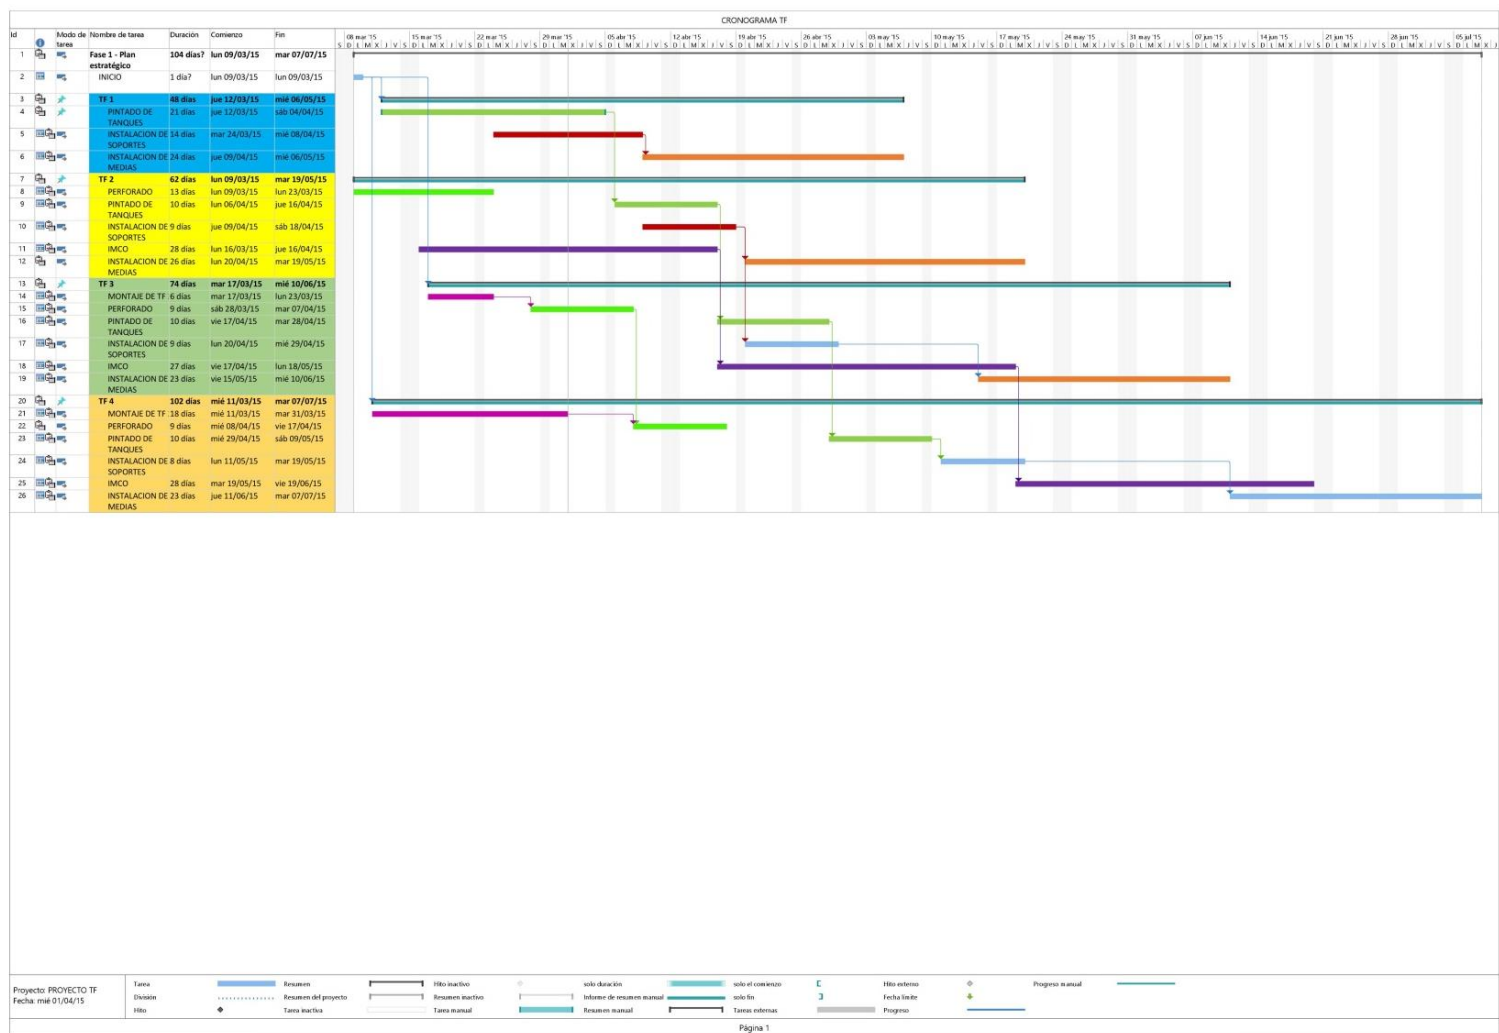 CRONOGRAMA TF
Id Modo de tarea Nombre de tarea Duración Comienzo Fin
08 mar '15 15 mar '15 22 mar '15 29 mar '15 05 abr '15 12 abr '15 19 abr '15 26 abr '15 03 may '15 10 may '15 17 may '15 24 may '15 31 may '15 07 jun '15 14 jun '15 21 jun '15 28 jun '15 05 jul '15
S D L M X J V S D L M X J V S D L M X J V S D L M X J V S D L M X J V S D L M X J V S D L M X J V S D L M X J V S D L M X J V S D L M X J V S D L M X J V S D L M X J V S D L M X J V S D L M X J V S D L M X J V S D L M X J V S D L M X J V S D L M X J
1 Fase 1 - Plan estratégico 104 días? lun 09/03/15 mar 07/07/15
2 INICIO 1 día? lun 09/03/15 lun 09/03/15
3 TF 1 48 días jue 12/03/15 mié 06/05/15
4 PINTADO DE TANQUES 21 días jue 12/03/15 sáb 04/04/15
5 INSTALACION DE SOPORTES 14 días mar 24/03/15 mié 08/04/15
6 INSTALACION DE MEDIAS 24 días jue 09/04/15 mié 06/05/15
7 TF 2 62 días lun 09/03/15 mar 19/05/15
8 PERFORADO 13 días lun 09/03/15 lun 23/03/15
9 PINTADO DE TANQUES 10 días lun 06/04/15 jue 16/04/15
10 INSTALACION DE SOPORTES 9 días jue 09/04/15 sáb 18/04/15
11 IMCO 28 días lun 16/03/15 jue 16/04/15
12 INSTALACION DE MEDIAS 26 días lun 20/04/15 mar 19/05/15
13 TF 3 74 días mar 17/03/15 mié 10/06/15
14 MONTAJE DE TF 6 días mar 17/03/15 lun 23/03/15
15 PERFORADO 9 días sáb 28/03/15 mar 07/04/15
16 PINTADO DE TANQUES 10 días vie 17/04/15 mar 28/04/15
17 INSTALACION DE SOPORTES 9 días lun 20/04/15 mié 29/04/15
18 IMCO 27 días vie 17/04/15 lun 18/05/15
19 INSTALACION DE MEDIAS 23 días vie 15/05/15 mié 10/06/15
20 TF 4 102 días mié 11/03/15 mar 07/07/15
21 MONTAJE DE TF 18 días mié 11/03/15 mar 31/03/15
22 PERFORADO 9 días mié 08/04/15 vie 17/04/15
23 PINTADO DE TANQUES 10 días mié 29/04/15 sáb 09/05/15
24 INSTALACION DE SOPORTES 8 días lun 11/05/15 mar 19/05/15
25 IMCO 28 días mar 19/05/15 vie 19/06/15
26 INSTALACION DE MEDIAS 23 días jue 11/06/15 mar 07/07/15
Proyecto: PROYECTO TF
Fecha: mié 01/04/15
Tarea Resumen Hito inactivo solo duración solo el comienzo Hito externo Progreso manual
División Resumen del proyecto Resumen inactivo Informe de resumen manual solo fin Fecha límite
Hito Tarea inactiva Tarea manual Resumen manual Tareas externas Progreso
Página 1